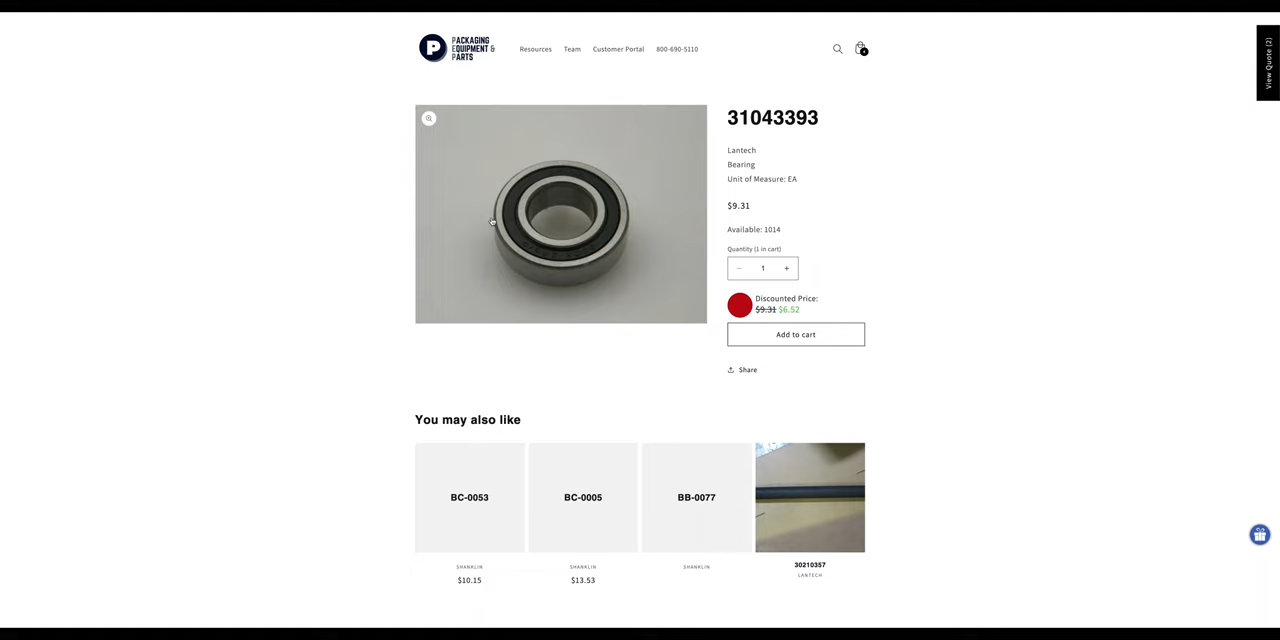 PACKAGING
EQUIPMENT &
PARTS
Resources Team Customer Portal 800-690-5110
4
View Quote (2)
31043393
Lantech
Bearing
Unit of Measure: EA
$9.31
Available: 1014
Quantity (1 in cart)
− 1 +
Discounted Price:
$9.31 $6.52
Add to cart
Share
You may also like
BC-0053 BC-0005 BB-0077
SHANKLIN SHANKLIN SHANKLIN 30210357
$10.15 $13.53 LANTECH